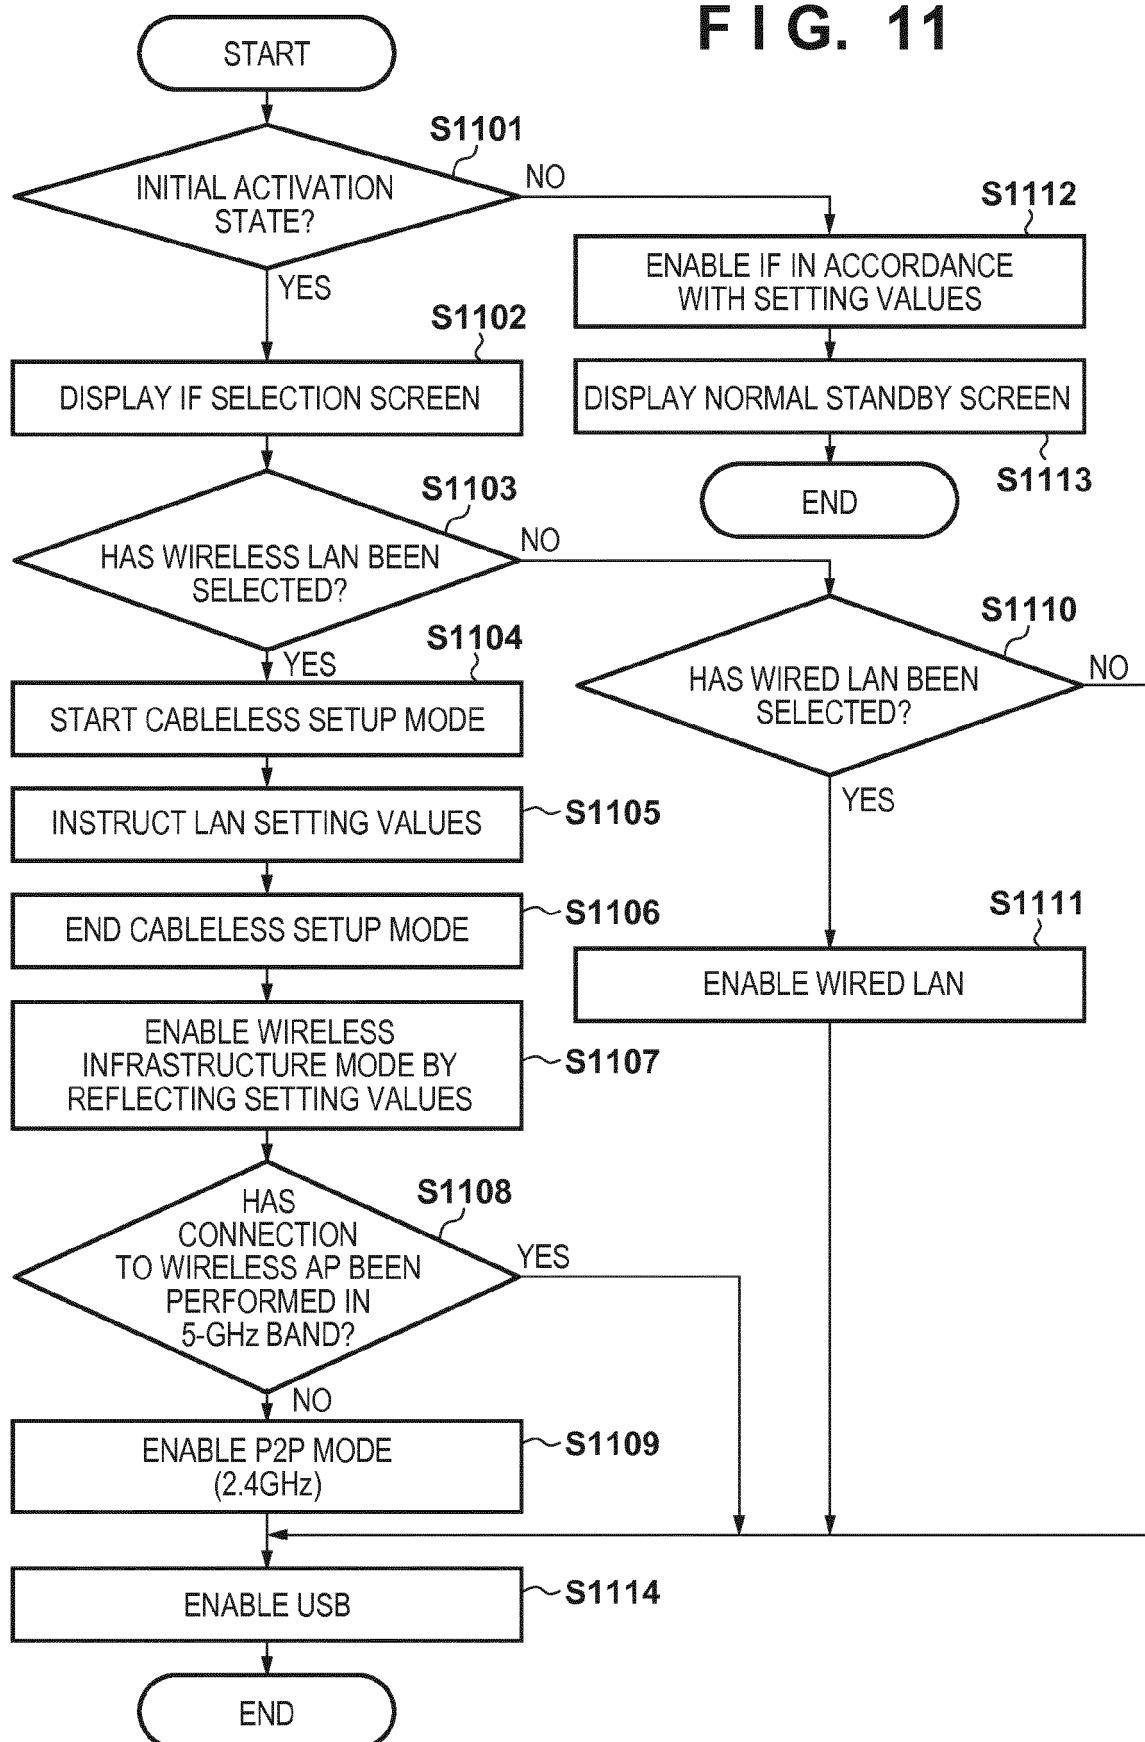 FIG. 11
START
S1101
INITIAL ACTIVATION
STATE?
NO
YES
S1112
ENABLE IF IN ACCORDANCE
WITH SETTING VALUES
S1102
DISPLAY IF SELECTION SCREEN
DISPLAY NORMAL STANDBY SCREEN
S1113
END
S1103
HAS WIRELESS LAN BEEN
SELECTED?
NO
YES
S1110
HAS WIRED LAN BEEN
SELECTED?
NO
YES
S1104
START CABLELESS SETUP MODE
INSTRUCT LAN SETTING VALUES
S1105
END CABLELESS SETUP MODE
S1106
S1111
ENABLE WIRED LAN
ENABLE WIRELESS
INFRASTRUCTURE MODE BY
REFLECTING SETTING VALUES
S1107
S1108
HAS
CONNECTION
TO WIRELESS AP BEEN
PERFORMED IN
5-GHz BAND?
YES
NO
ENABLE P2P MODE
(2.4GHz)
S1109
ENABLE USB
S1114
END